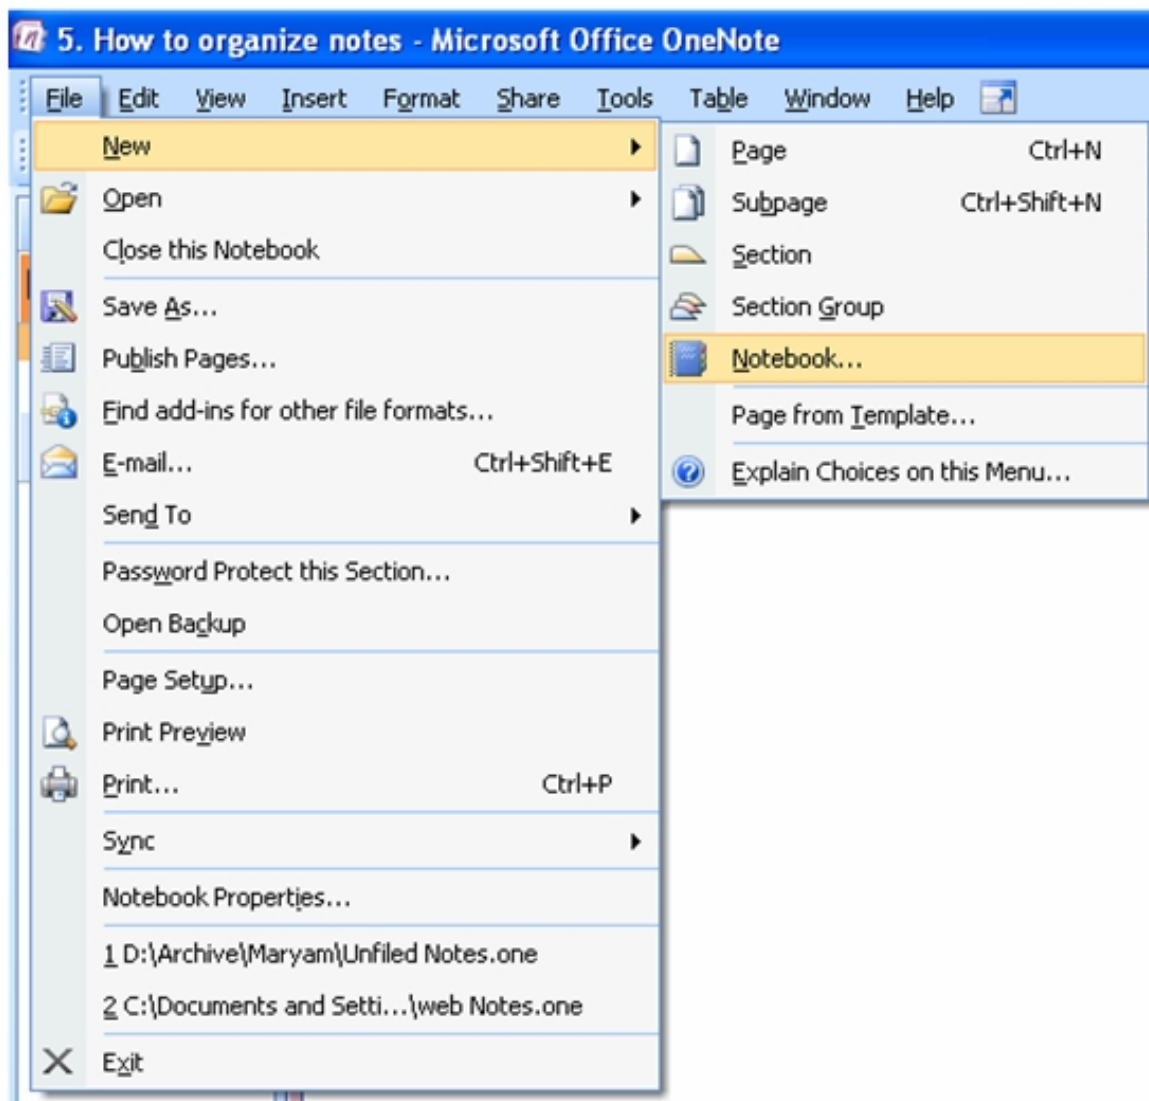 5. How to organize notes - Microsoft Office OneNote
File Edit View Insert Format Share Tools Table Window Help
New
Open
Close this Notebook
Save As...
Publish Pages...
Find add-ins for other file formats...
E-mail... Ctrl+Shift+E
Send To
Password Protect this Section...
Open Backup
Page Setup...
Print Preview
Print... Ctrl+P
Sync
Notebook Properties...
1 D:\Archive\Maryam\Unfiled Notes.one
2 C:\Documents and Setti...\web Notes.one
Exit
Page Ctrl+N
Subpage Ctrl+Shift+N
Section
Section Group
Notebook...
Page from Template...
Explain Choices on this Menu...